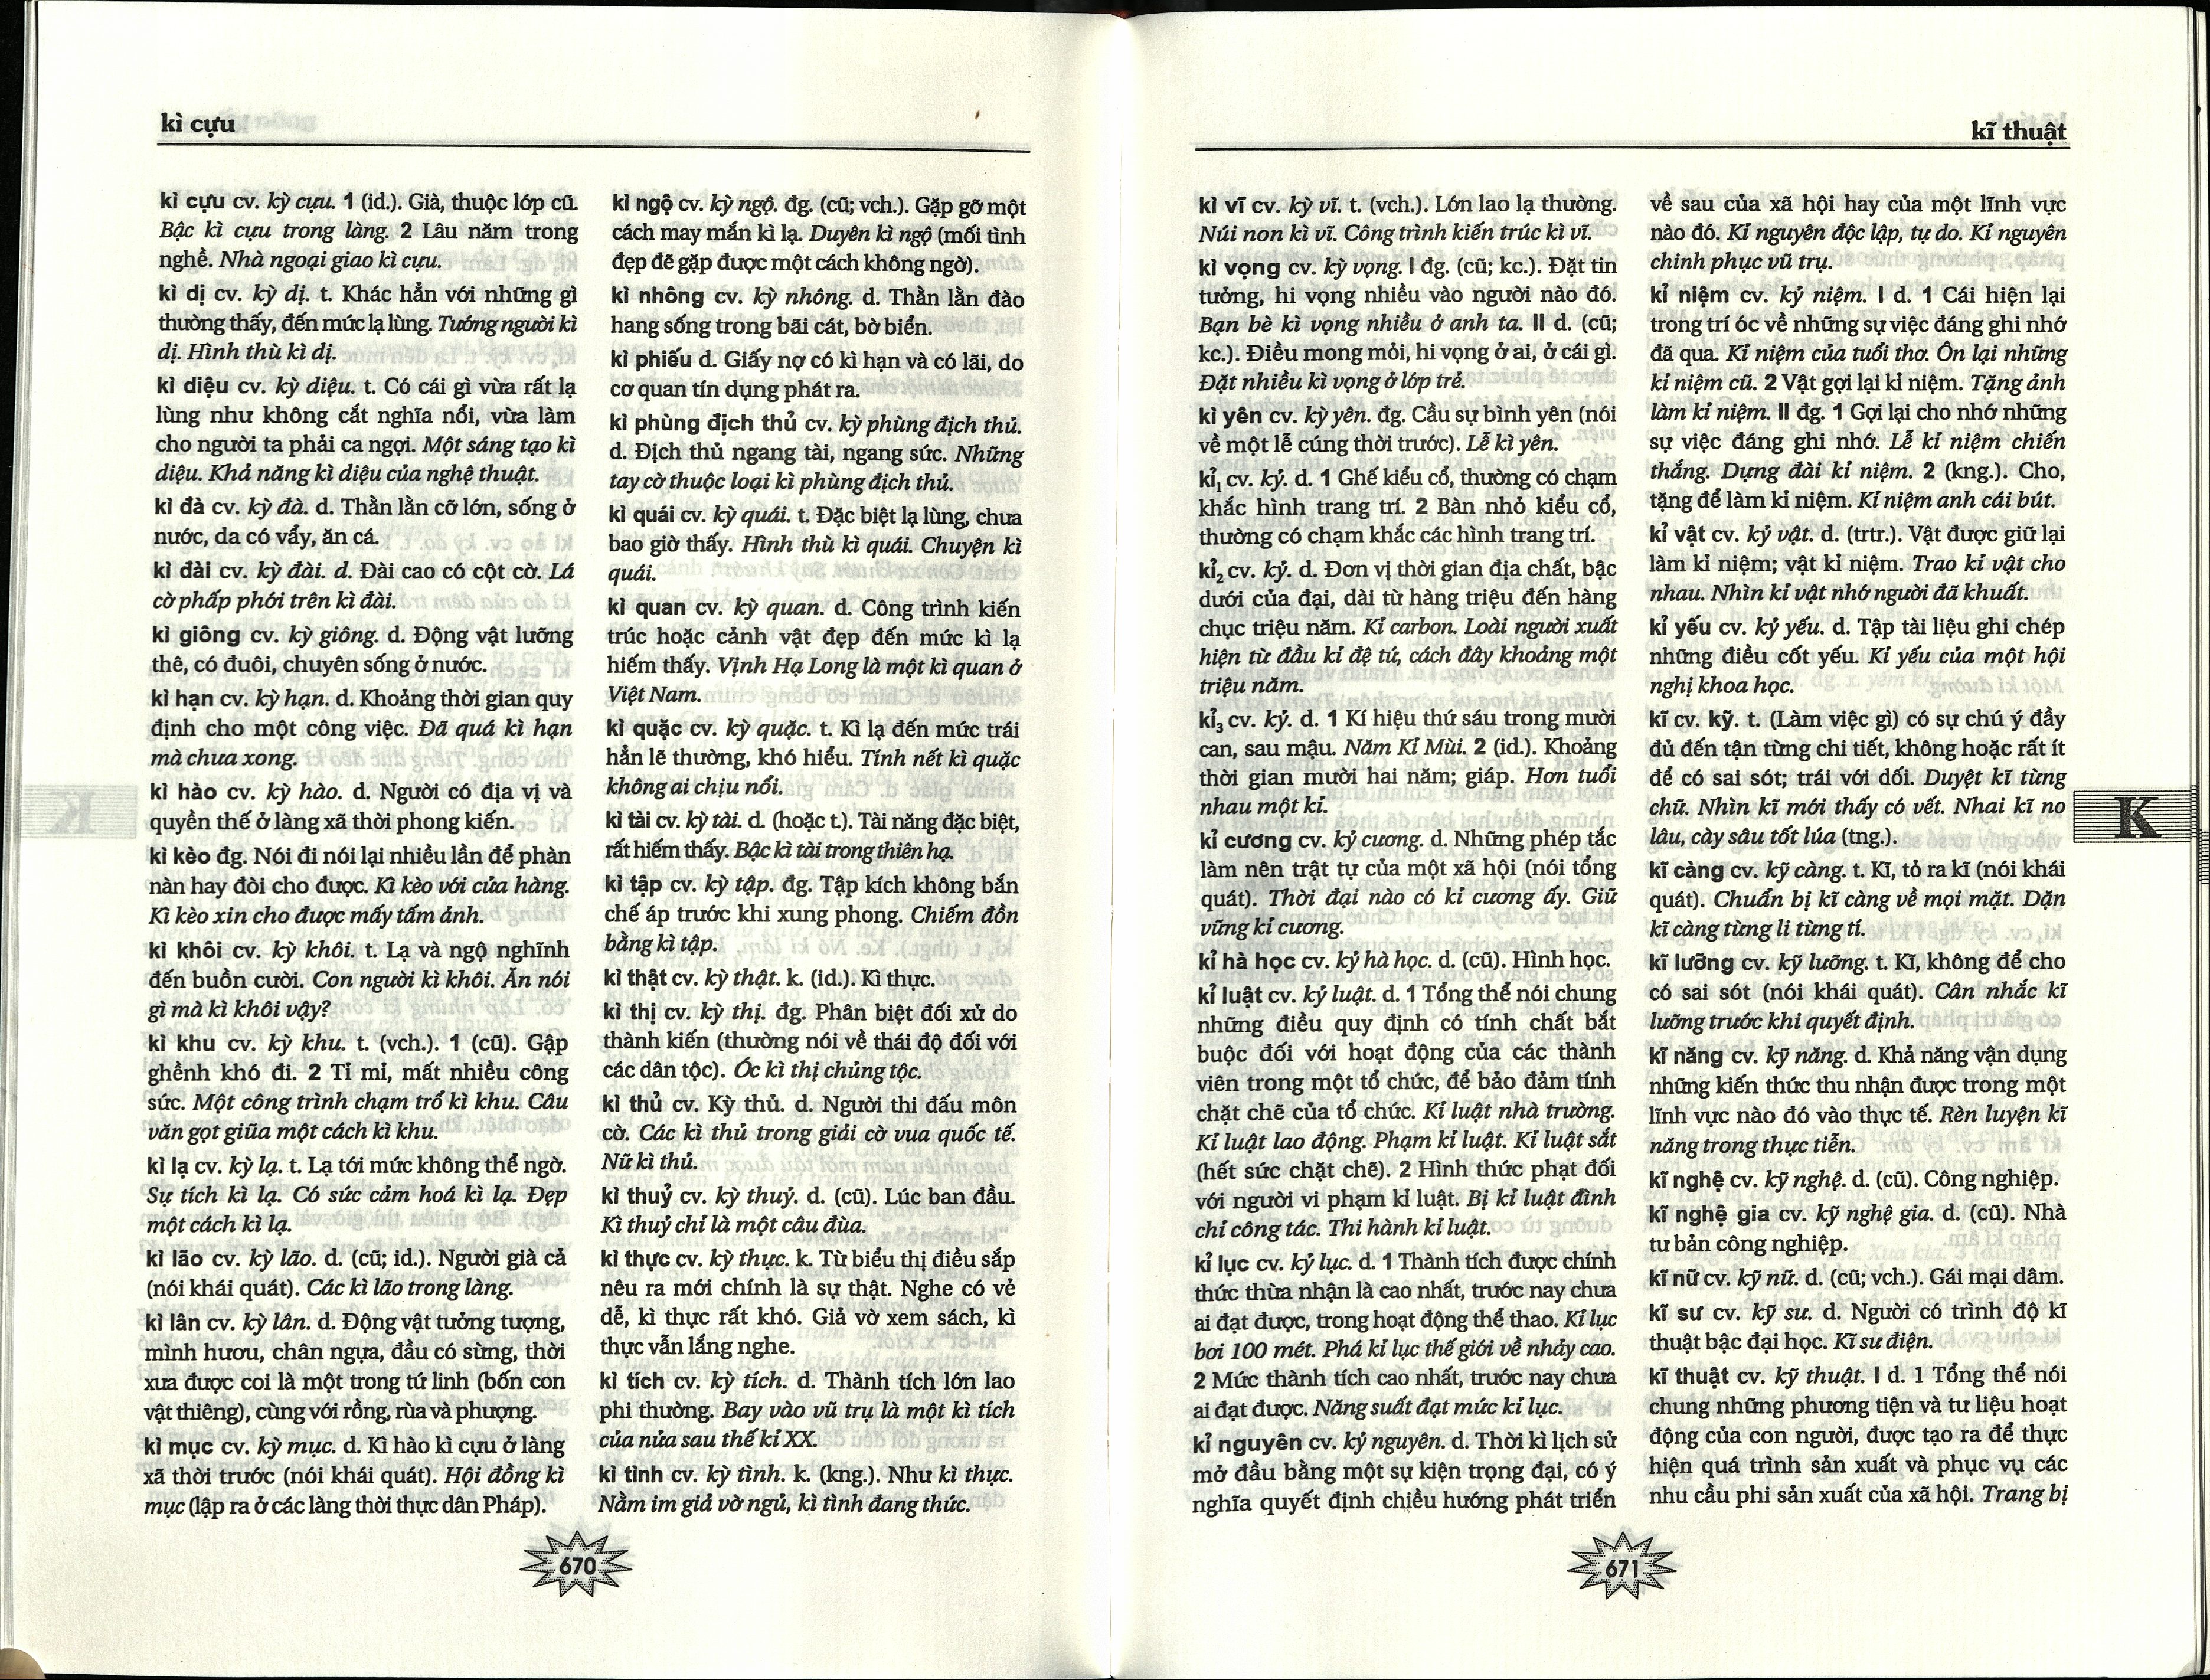 kì cựu
kì cựu cv. kỳ cựu. 1 (id.). Già, thuộc lớp cũ.
Bậc kì cựu trong làng. 2 Lâu năm trong
nghề. Nhà ngoại giao kì cựu.
kì dị cv. kỳ dị. t. Khác hẳn với những gì
thường thấy, đến mức lạ lùng. Tướng người kì
dị. Hình thù kì dị.
kì diệu cv. kỳ diệu. t. Có cái gì vừa rất lạ
lùng như không cắt nghĩa nổi, vừa làm
cho người ta phải ca ngợi. Một sáng tạo kì
diệu. Khả năng kì diệu của nghệ thuật.
kì đà cv. kỳ đà. d. Thằn lằn cỡ lớn, sống ở
nước, da có vẩy, ăn cá.
kì đài cv. kỳ đài. d. Đài cao có cột cờ. Lá
cờ phấp phới trên kì đài.
kì giông cv. kỳ giông. d. Động vật lưỡng
thê, có đuôi, chuyên sống ở nước.
kì hạn cv. kỳ hạn. d. Khoảng thời gian quy
định cho một công việc. Đã quá kì hạn
mà chưa xong.
kì hào cv. kỳ hào. d. Người có địa vị và
quyền thế ở làng xã thời phong kiến.
kì kèo đg. Nói đi nói lại nhiều lần để phàn
nàn hay đòi cho được. Kì kèo với cửa hàng.
Kì kèo xin cho được mấy tấm ảnh.
kì khôi cv. kỳ khôi. t. Lạ và ngộ nghĩnh
đến buồn cười. Con người kì khôi. Ăn nói
gì mà kì khôi vậy?
kì khu cv. kỳ khu. t. (vch.). 1 (cũ). Gập
ghềnh khó đi. 2 Tỉ mỉ, mất nhiều công
sức. Một công trình chạm trổ kì khu. Câu
văn gọt giũa một cách kì khu.
kì lạ cv. kỳ lạ. t. Lạ tới mức không thể ngờ.
Sự tích kì lạ. Có sức cảm hoá kì lạ. Đẹp
một cách kì lạ.
kì lão cv. kỳ lão. d. (cũ; id.). Người già cả
(nói khái quát). Các kì lão trong làng.
kì lân cv. kỳ lân. d. Động vật tưởng tượng,
mình hươu, chân ngựa, đầu có sừng, thời
xưa được coi là một trong tứ linh (bốn con
vật thiêng), cùng với rồng, rùa và phượng.
kì mục cv. kỳ mục. d. Kì hào kì cựu ở làng
xã thời trước (nói khái quát). Hội đồng kì
mục (lập ra ở các làng thời thực dân Pháp).
kì ngộ cv. kỳ ngộ. đg. (cũ; vch.). Gặp gỡ một
cách may mắn kì lạ. Duyên kì ngộ (mối tình
đẹp đẽ gặp được một cách không ngờ).
kì nhông cv. kỳ nhông. d. Thằn lằn đào
hang sống trong bãi cát, bờ biển.
kì phiếu d. Giấy nợ có kì hạn và có lãi, do
cơ quan tín dụng phát ra.
kì phùng địch thủ cv. kỳ phùng địch thủ.
d. Địch thủ ngang tài, ngang sức. Những
tay cờ thuộc loại kì phùng địch thủ.
kì quái cv. kỳ quái. t. Đặc biệt lạ lùng, chưa
bao giờ thấy. Hình thù kì quái. Chuyện kì
quái.
kì quan cv. kỳ quan. d. Công trình kiến
trúc hoặc cảnh vật đẹp đến mức kì lạ
hiếm thấy. Vịnh Hạ Long là một kì quan ở
Việt Nam.
kì quặc cv. kỳ quặc. t. Kì lạ đến mức trái
hẳn lẽ thường, khó hiểu. Tính nết kì quặc
không ai chịu nổi.
kì tài cv. kỳ tài. d. (hoặc t.). Tài năng đặc biệt,
rất hiếm thấy. Bậc kì tài trong thiên hạ.
kì tập cv. kỳ tập. đg. Tập kích không bắn
chế áp trước khi xung phong. Chiếm đồn
bằng kì tập.
kì thật cv. kỳ thật. k. (id.). Kì thực.
kì thị cv. kỳ thị. đg. Phân biệt đối xử do
thành kiến (thường nói về thái độ đối với
các dân tộc). Óc kì thị chủng tộc.
kì thủ cv. Kỳ thủ. d. Người thi đấu môn
cờ. Các kì thủ trong giải cờ vua quốc tế.
Nữ kì thủ.
kì thuỷ cv. kỳ thuỷ. d. (cũ). Lúc ban đầu.
Kì thuỷ chỉ là một câu đùa.
kì thực cv. kỳ thực. k. Từ biểu thị điều sắp
nêu ra mới chính là sự thật. Nghe có vẻ
dễ, kì thực rất khó. Giả vờ xem sách, kì
thực vẫn lắng nghe.
kì tích cv. kỳ tích. d. Thành tích lớn lao
phi thường. Bay vào vũ trụ là một kì tích
của nửa sau thế kỉ XX.
kì tình cv. kỳ tình. k. (kng.). Như kì thực.
Nằm im giả vờ ngủ, kì tình đang thức.
670
kĩ thuật
kì vĩ cv. kỳ vĩ. t. (vch.). Lớn lao lạ thường.
Núi non kì vĩ. Công trình kiến trúc kì vĩ.
kì vọng cv. kỳ vọng. I đg. (cũ; kc.). Đặt tin
tưởng, hi vọng nhiều vào người nào đó.
Bạn bè kì vọng nhiều ở anh ta. II d. (cũ;
kc.). Điều mong mỏi, hi vọng ở ai, ở cái gì.
Đặt nhiều kì vọng ở lớp trẻ.
kì yên cv. kỳ yên. đg. Cầu sự bình yên (nói
về một lễ cúng thời trước). Lễ kì yên.
kỉ₁ cv. kỷ. d. 1 Ghế kiểu cổ, thường có chạm
khắc hình trang trí. 2 Bàn nhỏ kiểu cổ,
thường có chạm khắc các hình trang trí.
kỉ₂ cv. kỷ. d. Đơn vị thời gian địa chất, bậc
dưới của đại, dài từ hàng triệu đến hàng
chục triệu năm. Kỉ carbon. Loài người xuất
hiện từ đầu kỉ đệ tứ, cách đây khoảng một
triệu năm.
kỉ₃ cv. kỷ. d. 1 Kí hiệu thứ sáu trong mười
can, sau mậu. Năm Kỉ Mùi. 2 (id.). Khoảng
thời gian mười hai năm; giáp. Hơn tuổi
nhau một kỉ.
kỉ cương cv. kỷ cương. d. Những phép tắc
làm nên trật tự của một xã hội (nói tổng
quát). Thời đại nào có kỉ cương ấy. Giữ
vững kỉ cương.
kỉ hà học cv. kỷ hà học. d. (cũ). Hình học.
kỉ luật cv. kỷ luật. d. 1 Tổng thể nói chung
những điều quy định có tính chất bắt
buộc đối với hoạt động của các thành
viên trong một tổ chức, để bảo đảm tính
chặt chẽ của tổ chức. Kỉ luật nhà trường.
Kỉ luật lao động. Phạm kỉ luật. Kỉ luật sắt
(hết sức chặt chẽ). 2 Hình thức phạt đối
với người vi phạm kỉ luật. Bị kỉ luật đình
chỉ công tác. Thi hành kỉ luật.
kỉ lục cv. kỷ lục. d. 1 Thành tích được chính
thức thừa nhận là cao nhất, trước nay chưa
ai đạt được, trong hoạt động thể thao. Kỉ lục
bơi 100 mét. Phá kỉ lục thế giới về nhảy cao.
2 Mức thành tích cao nhất, trước nay chưa
ai đạt được. Năng suất đạt mức kỉ lục.
kỉ nguyên cv. kỷ nguyên. d. Thời kì lịch sử
mở đầu bằng một sự kiện trọng đại, có ý
nghĩa quyết định chiều hướng phát triển
về sau của xã hội hay của một lĩnh vực
nào đó. Kỉ nguyên độc lập, tự do. Kỉ nguyên
chinh phục vũ trụ.
kỉ niệm cv. kỷ niệm. I d. 1 Cái hiện lại
trong trí óc về những sự việc đáng ghi nhớ
đã qua. Kỉ niệm của tuổi thơ. Ôn lại những
kỉ niệm cũ. 2 Vật gợi lại kỉ niệm. Tặng ảnh
làm kỉ niệm. II đg. 1 Gợi lại cho nhớ những
sự việc đáng ghi nhớ. Lễ kỉ niệm chiến
thắng. Dựng đài kỉ niệm. 2 (kng.). Cho,
tặng để làm kỉ niệm. Kỉ niệm anh cái bút.
kỉ vật cv. kỷ vật. d. (trtr.). Vật được giữ lại
làm kỉ niệm; vật kỉ niệm. Trao kỉ vật cho
nhau. Nhìn kỉ vật nhớ người đã khuất.
kỉ yếu cv. kỷ yếu. d. Tập tài liệu ghi chép
những điều cốt yếu. Kỉ yếu của một hội
nghị khoa học.
kĩ cv. kỹ. t. (Làm việc gì) có sự chú ý đầy
đủ đến tận từng chi tiết, không hoặc rất ít
để có sai sót; trái với dối. Duyệt kĩ từng
chữ. Nhìn kĩ mới thấy có vết. Nhai kĩ no
lâu, cày sâu tốt lúa (tng.).
kĩ càng cv. kỹ càng. t. Kĩ, tỏ ra kĩ (nói khái
quát). Chuẩn bị kĩ càng về mọi mặt. Dặn
kĩ càng từng li từng tí.
kĩ lưỡng cv. kỹ lưỡng. t. Kĩ, không để cho
có sai sót (nói khái quát). Cân nhắc kĩ
lưỡng trước khi quyết định.
kĩ năng cv. kỹ năng. d. Khả năng vận dụng
những kiến thức thu nhận được trong một
lĩnh vực nào đó vào thực tế. Rèn luyện kĩ
năng trong thực tiễn.
kĩ nghệ cv. kỹ nghệ. d. (cũ). Công nghiệp.
kĩ nghệ gia cv. kỹ nghệ gia. d. (cũ). Nhà
tư bản công nghiệp.
kĩ nữ cv. kỹ nữ. d. (cũ; vch.). Gái mại dâm.
kĩ sư cv. kỹ sư. d. Người có trình độ kĩ
thuật bậc đại học. Kĩ sư điện.
kĩ thuật cv. kỹ thuật. I d. 1 Tổng thể nói
chung những phương tiện và tư liệu hoạt
động của con người, được tạo ra để thực
hiện quá trình sản xuất và phục vụ các
nhu cầu phi sản xuất của xã hội. Trang bị
K
671